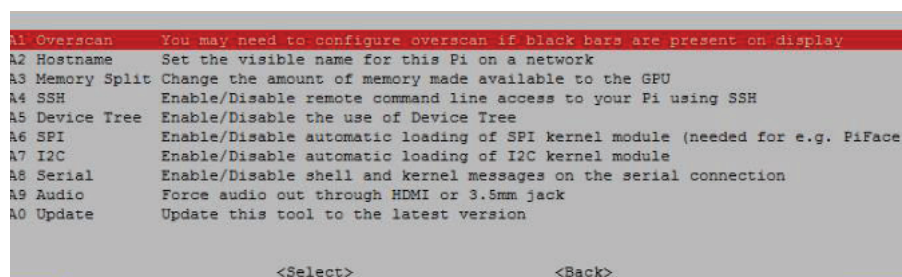 A1 Overscan You may need to configure overscan if black bars are present on display
A2 Hostname Set the visible name for this Pi on a network
A3 Memory Split Change the amount of memory made available to the GPU
A4 SSH Enable/Disable remote command line access to your Pi using SSH
A5 Device Tree Enable/Disable the use of Device Tree
A6 SPI Enable/Disable automatic loading of SPI kernel module (needed for e.g. PiFace
A7 I2C Enable/Disable automatic loading of I2C kernel module
A8 Serial Enable/Disable shell and kernel messages on the serial connection
A9 Audio Force audio out through HDMI or 3.5mm jack
A0 Update Update this tool to the latest version
<Select> <Back>